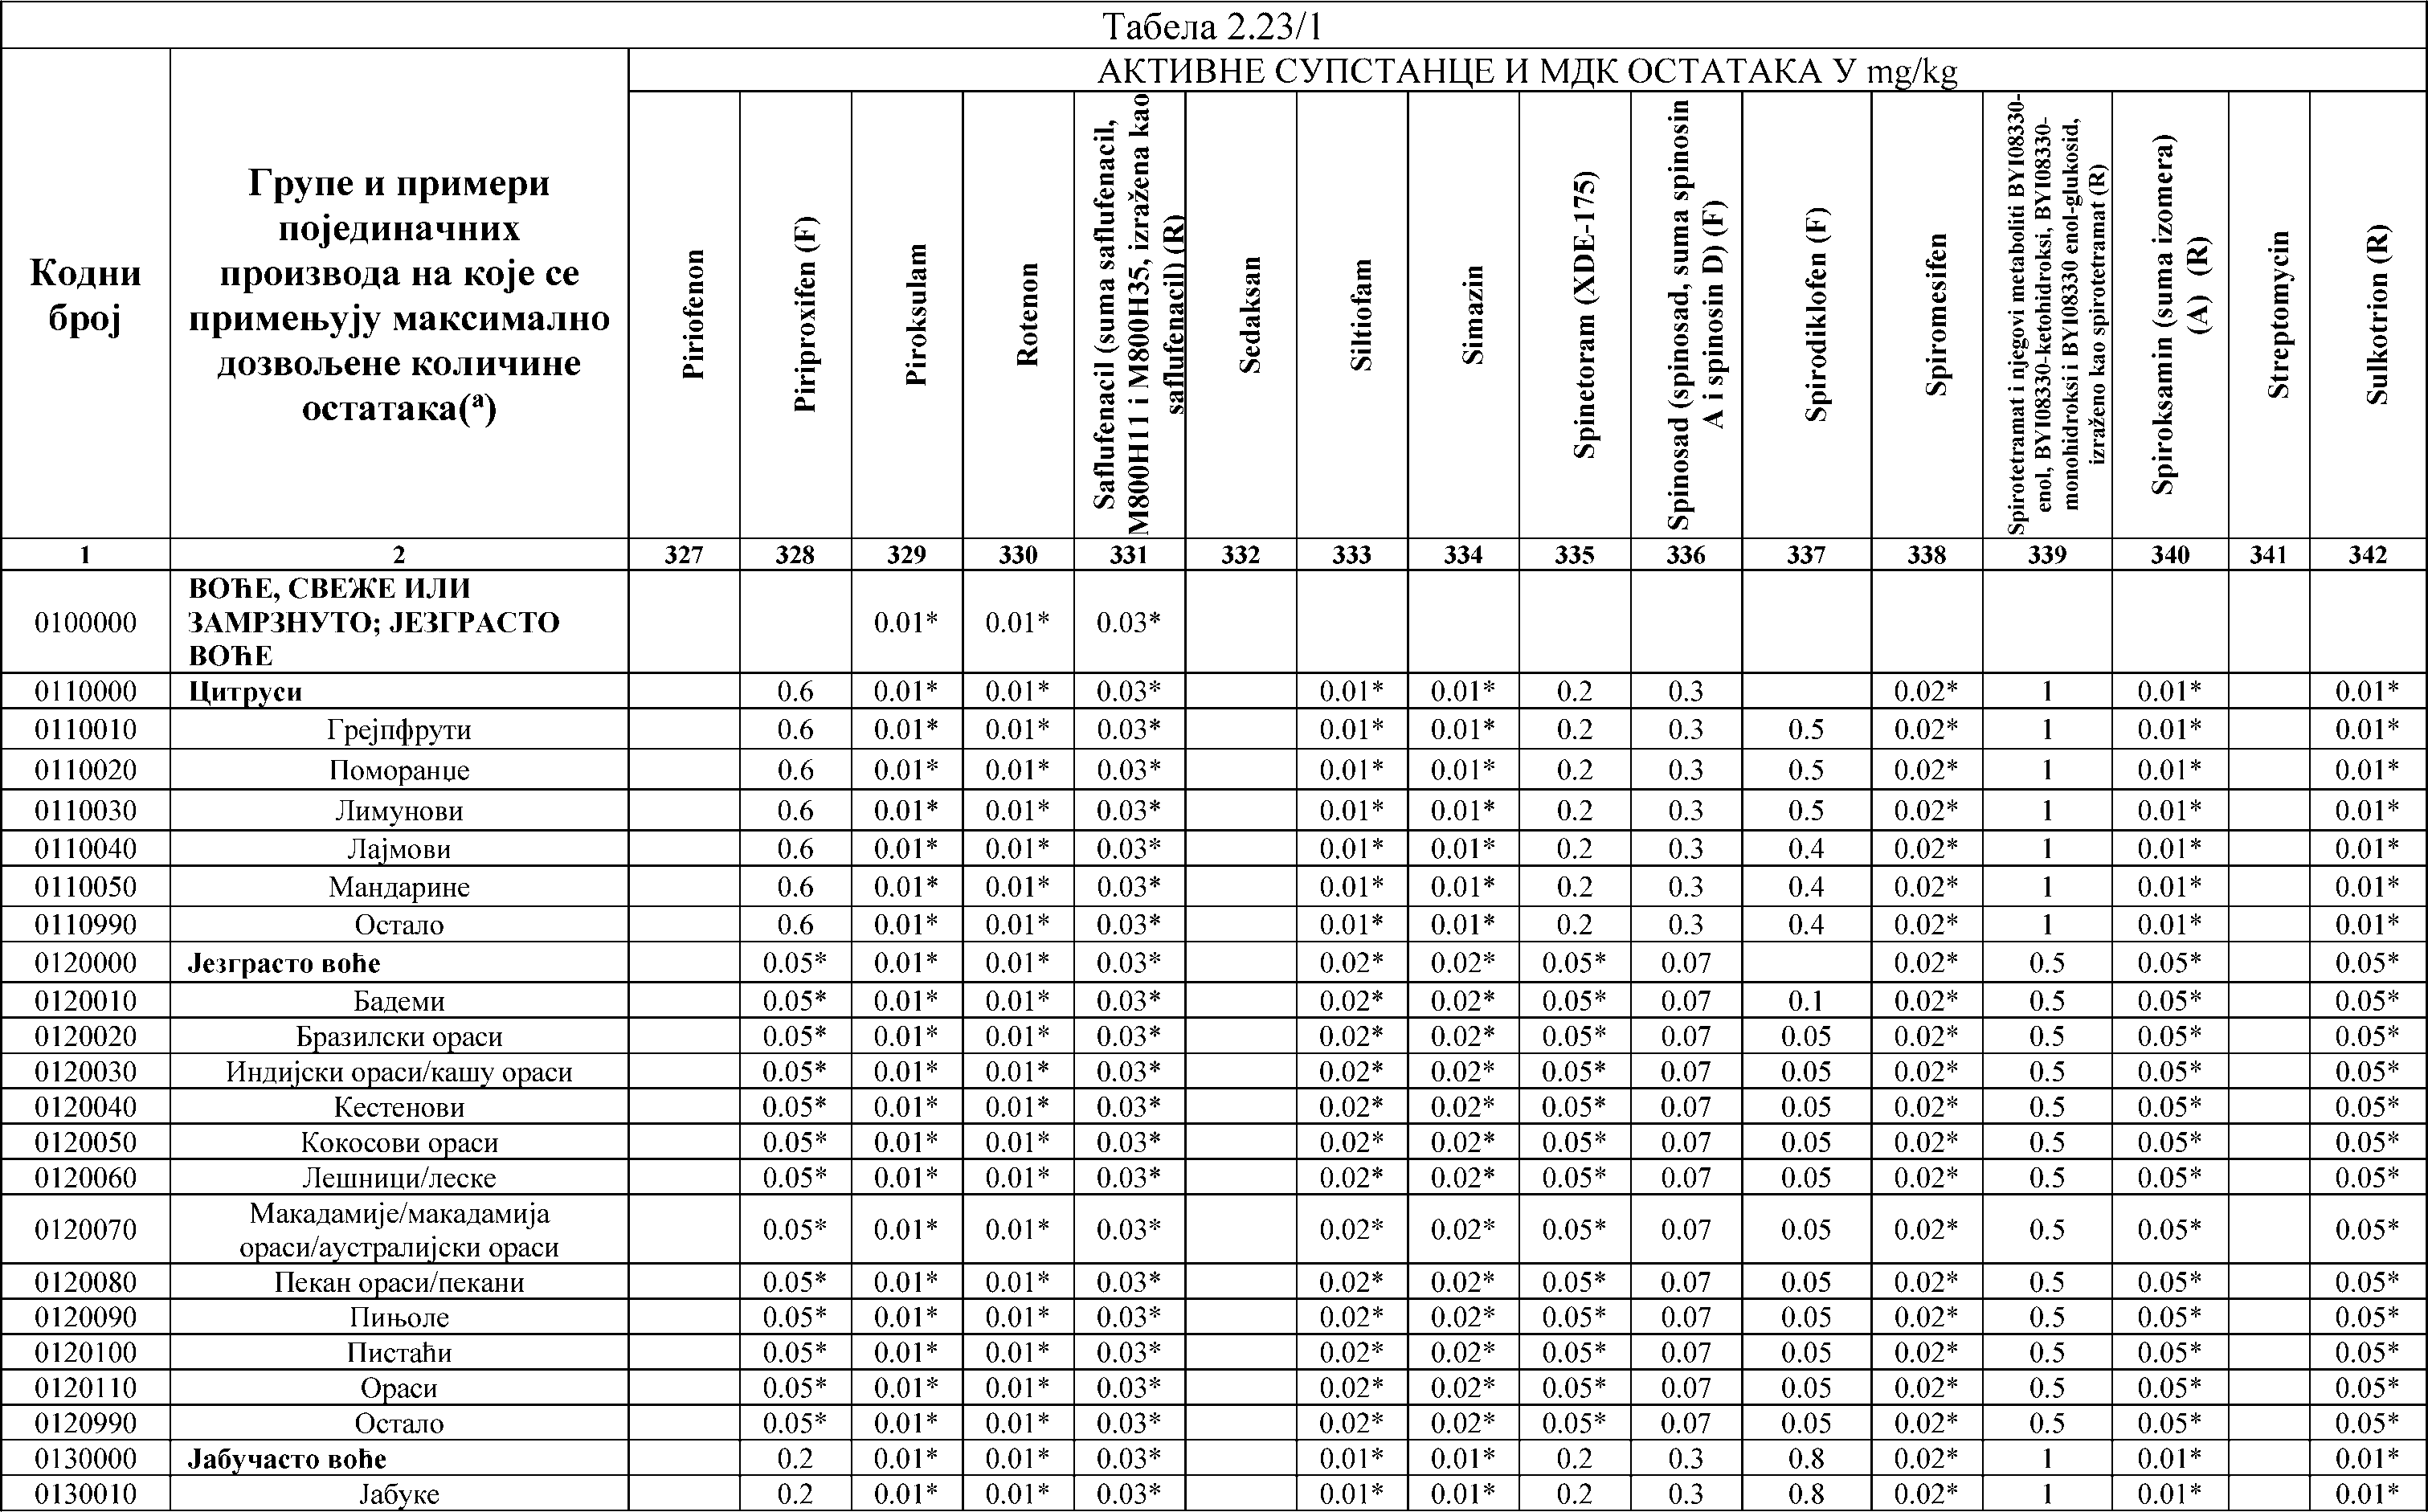 Табела 2.23/1
АКТИВНЕ СУПСТАНЦЕ И МДК ОСТАТАКА У mg/kg
Кодни
број
Групе и примери
појединачних
производа на које се
примењују максимално
дозвољене количине
остатака(ª)
Piriofenon
Piriproxifen (F)
Piroksulam
Rotenon
Saflufenacil (suma saflufenacil,
M800H11 i M800H35, izražena kao
saflufenacil) (R)
Sedaksan
Siltiofam
Simazin
Spinetoram (XDE-175)
Spinosad (spinosad, suma spinosin
A i spinosin D) (F)
Spirodiklofen (F)
Spiromesifen
Spirotetramat i njegovi metaboliti BYI08330-
enol, BYI08330-ketohidroksi, BYI08330-
monohidroksi i BYI08330 enol-glukosid,
izraženo kao spirotetramat (R)
Spiroksamin (suma izomera)
(A) (R)
Streptomycin
Sulkotrion (R)
1 2 327 328 329 330 331 332 333 334 335 336 337 338 339 340 341 342
0100000 ВОЋЕ, СВЕЖЕ ИЛИ
ЗАМРЗНУТО; ЈЕЗГРАСТО
ВОЋЕ
0.01* 0.01* 0.03*
0110000 Цитруси 0.6 0.01* 0.01* 0.03* 0.01* 0.01* 0.2 0.3 0.02* 1 0.01* 0.01*
0110010 Грејпфрути 0.6 0.01* 0.01* 0.03* 0.01* 0.01* 0.2 0.3 0.5 0.02* 1 0.01* 0.01*
0110020 Поморанџе 0.6 0.01* 0.01* 0.03* 0.01* 0.01* 0.2 0.3 0.5 0.02* 1 0.01* 0.01*
0110030 Лимунови 0.6 0.01* 0.01* 0.03* 0.01* 0.01* 0.2 0.3 0.5 0.02* 1 0.01* 0.01*
0110040 Лајмови 0.6 0.01* 0.01* 0.03* 0.01* 0.01* 0.2 0.3 0.4 0.02* 1 0.01* 0.01*
0110050 Мандарине 0.6 0.01* 0.01* 0.03* 0.01* 0.01* 0.2 0.3 0.4 0.02* 1 0.01* 0.01*
0110990 Остало 0.6 0.01* 0.01* 0.03* 0.01* 0.01* 0.2 0.3 0.4 0.02* 1 0.01* 0.01*
0120000 Језграсто воће 0.05* 0.01* 0.01* 0.03* 0.02* 0.02* 0.05* 0.07 0.02* 0.5 0.05* 0.05*
0120010 Бадеми 0.05* 0.01* 0.01* 0.03* 0.02* 0.02* 0.05* 0.07 0.1 0.02* 0.5 0.05* 0.05*
0120020 Бразилски ораси 0.05* 0.01* 0.01* 0.03* 0.02* 0.02* 0.05* 0.07 0.05 0.02* 0.5 0.05* 0.05*
0120030 Индијски ораси/кашу ораси 0.05* 0.01* 0.01* 0.03* 0.02* 0.02* 0.05* 0.07 0.05 0.02* 0.5 0.05* 0.05*
0120040 Кестенови 0.05* 0.01* 0.01* 0.03* 0.02* 0.02* 0.05* 0.07 0.05 0.02* 0.5 0.05* 0.05*
0120050 Кокосови ораси 0.05* 0.01* 0.01* 0.03* 0.02* 0.02* 0.05* 0.07 0.05 0.02* 0.5 0.05* 0.05*
0120060 Лешници/леске 0.05* 0.01* 0.01* 0.03* 0.02* 0.02* 0.05* 0.07 0.05 0.02* 0.5 0.05* 0.05*
0120070 Макадамије/макадамија
ораси/аустралијски ораси
0.05* 0.01* 0.01* 0.03* 0.02* 0.02* 0.05* 0.07 0.05 0.02* 0.5 0.05* 0.05*
0120080 Пекан ораси/пекани 0.05* 0.01* 0.01* 0.03* 0.02* 0.02* 0.05* 0.07 0.05 0.02* 0.5 0.05* 0.05*
0120090 Пињоле 0.05* 0.01* 0.01* 0.03* 0.02* 0.02* 0.05* 0.07 0.05 0.02* 0.5 0.05* 0.05*
0120100 Пистаћи 0.05* 0.01* 0.01* 0.03* 0.02* 0.02* 0.05* 0.07 0.05 0.02* 0.5 0.05* 0.05*
0120110 Ораси 0.05* 0.01* 0.01* 0.03* 0.02* 0.02* 0.05* 0.07 0.05 0.02* 0.5 0.05* 0.05*
0120990 Остало 0.05* 0.01* 0.01* 0.03* 0.02* 0.02* 0.05* 0.07 0.05 0.02* 0.5 0.05* 0.05*
0130000 Јабучасто воће 0.2 0.01* 0.01* 0.03* 0.01* 0.01* 0.2 0.3 0.8 0.02* 1 0.01* 0.01*
0130010 Јабуке 0.2 0.01* 0.01* 0.03* 0.01* 0.01* 0.2 0.3 0.8 0.02* 1 0.01* 0.01*